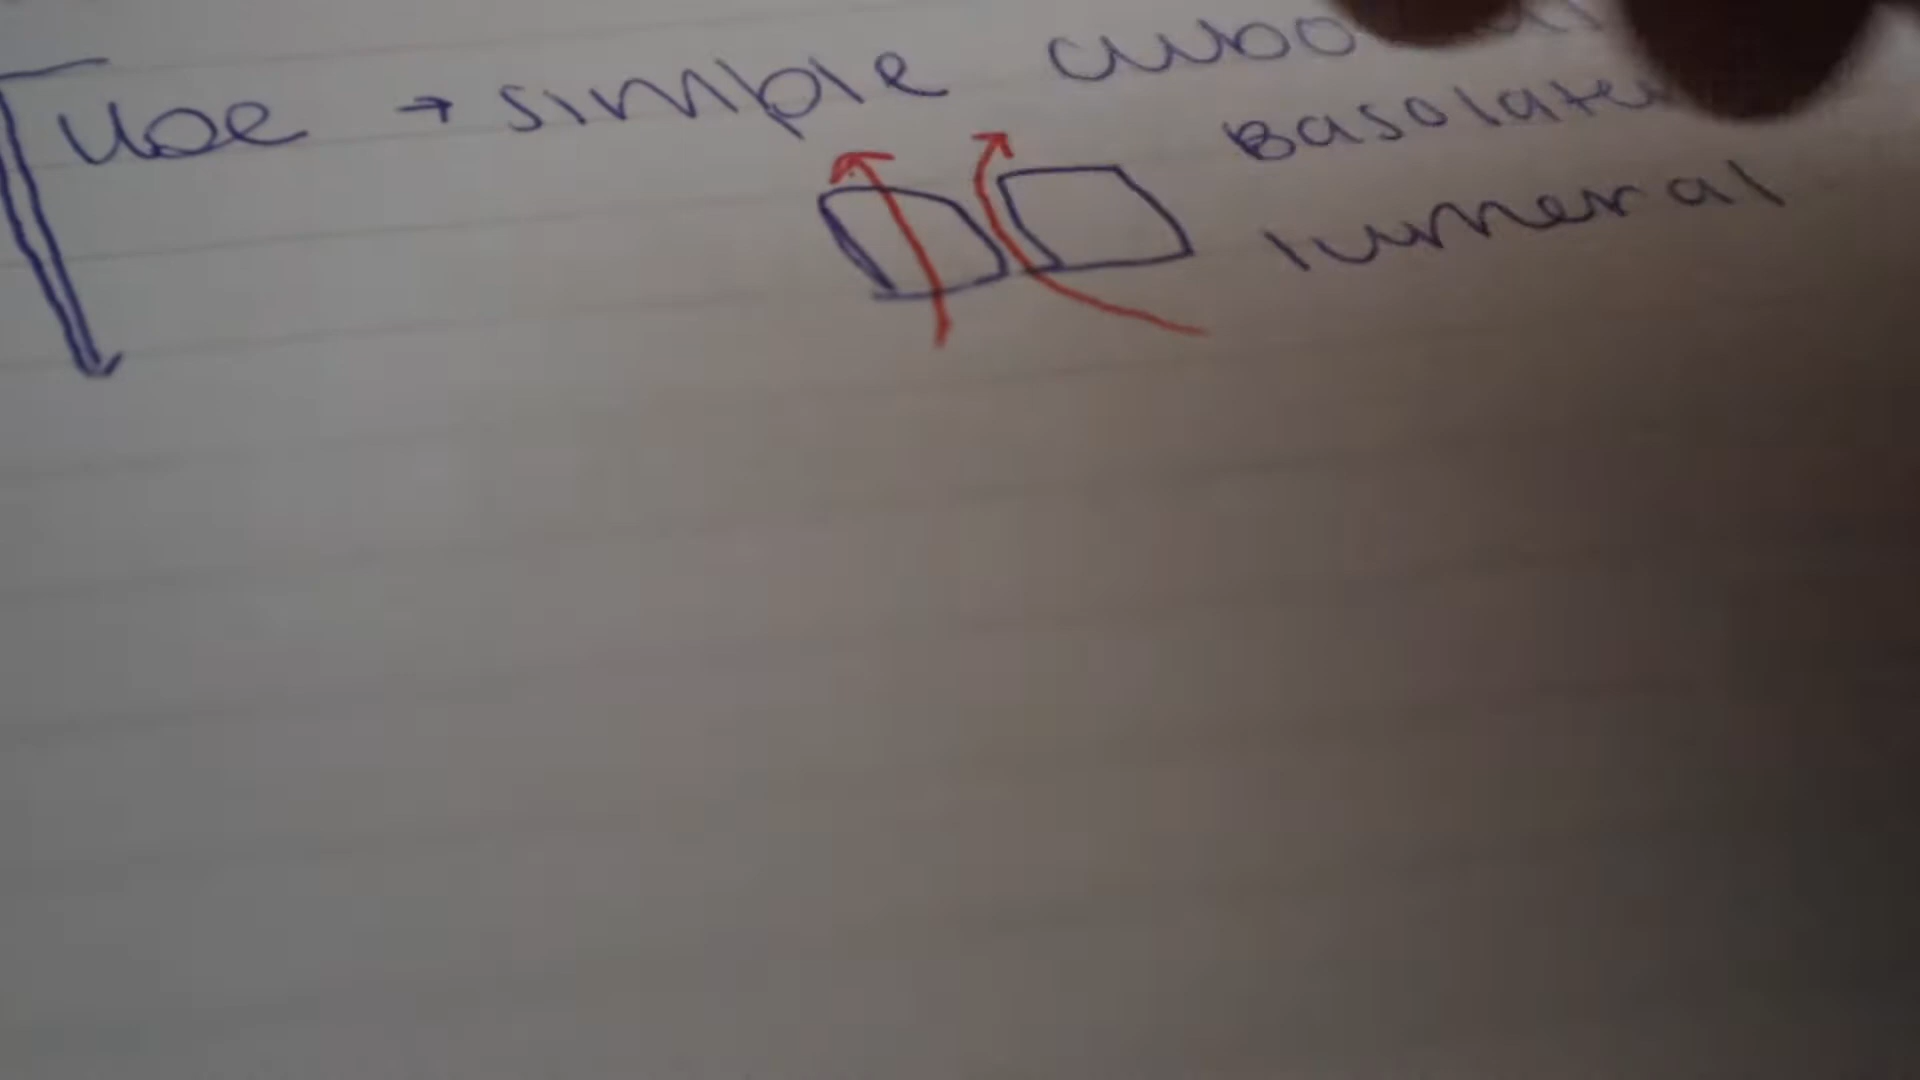 Use → simple cubo
Basolate
lumenal